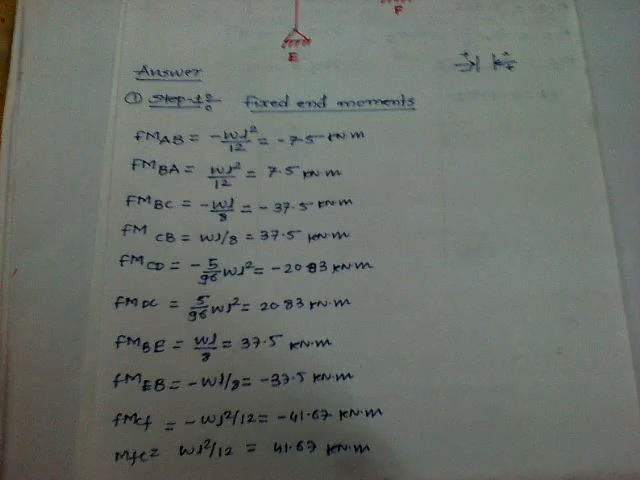 F
E
Answer
① Step-1:- fixed end moments
FMAB = -wl²/12 = -7.5 KN·m
FMBA = wl²/12 = 7.5 KN·m
FMBC = -wl/8 = -37.5 KN·m
FM CB = wl/8 = 37.5 KN·m
FMCD = -5/96 wl² = -20.83 KN·m
FMDC = 5/96 wl² = 20.83 KN·m
FMBE = wl/8 = 37.5 KN·m
FMEB = -wl/8 = -37.5 KN·m
FMcf = -wl²/12 = -41.67 KN·m
Mfc = wl²/12 = 41.67 KN·m